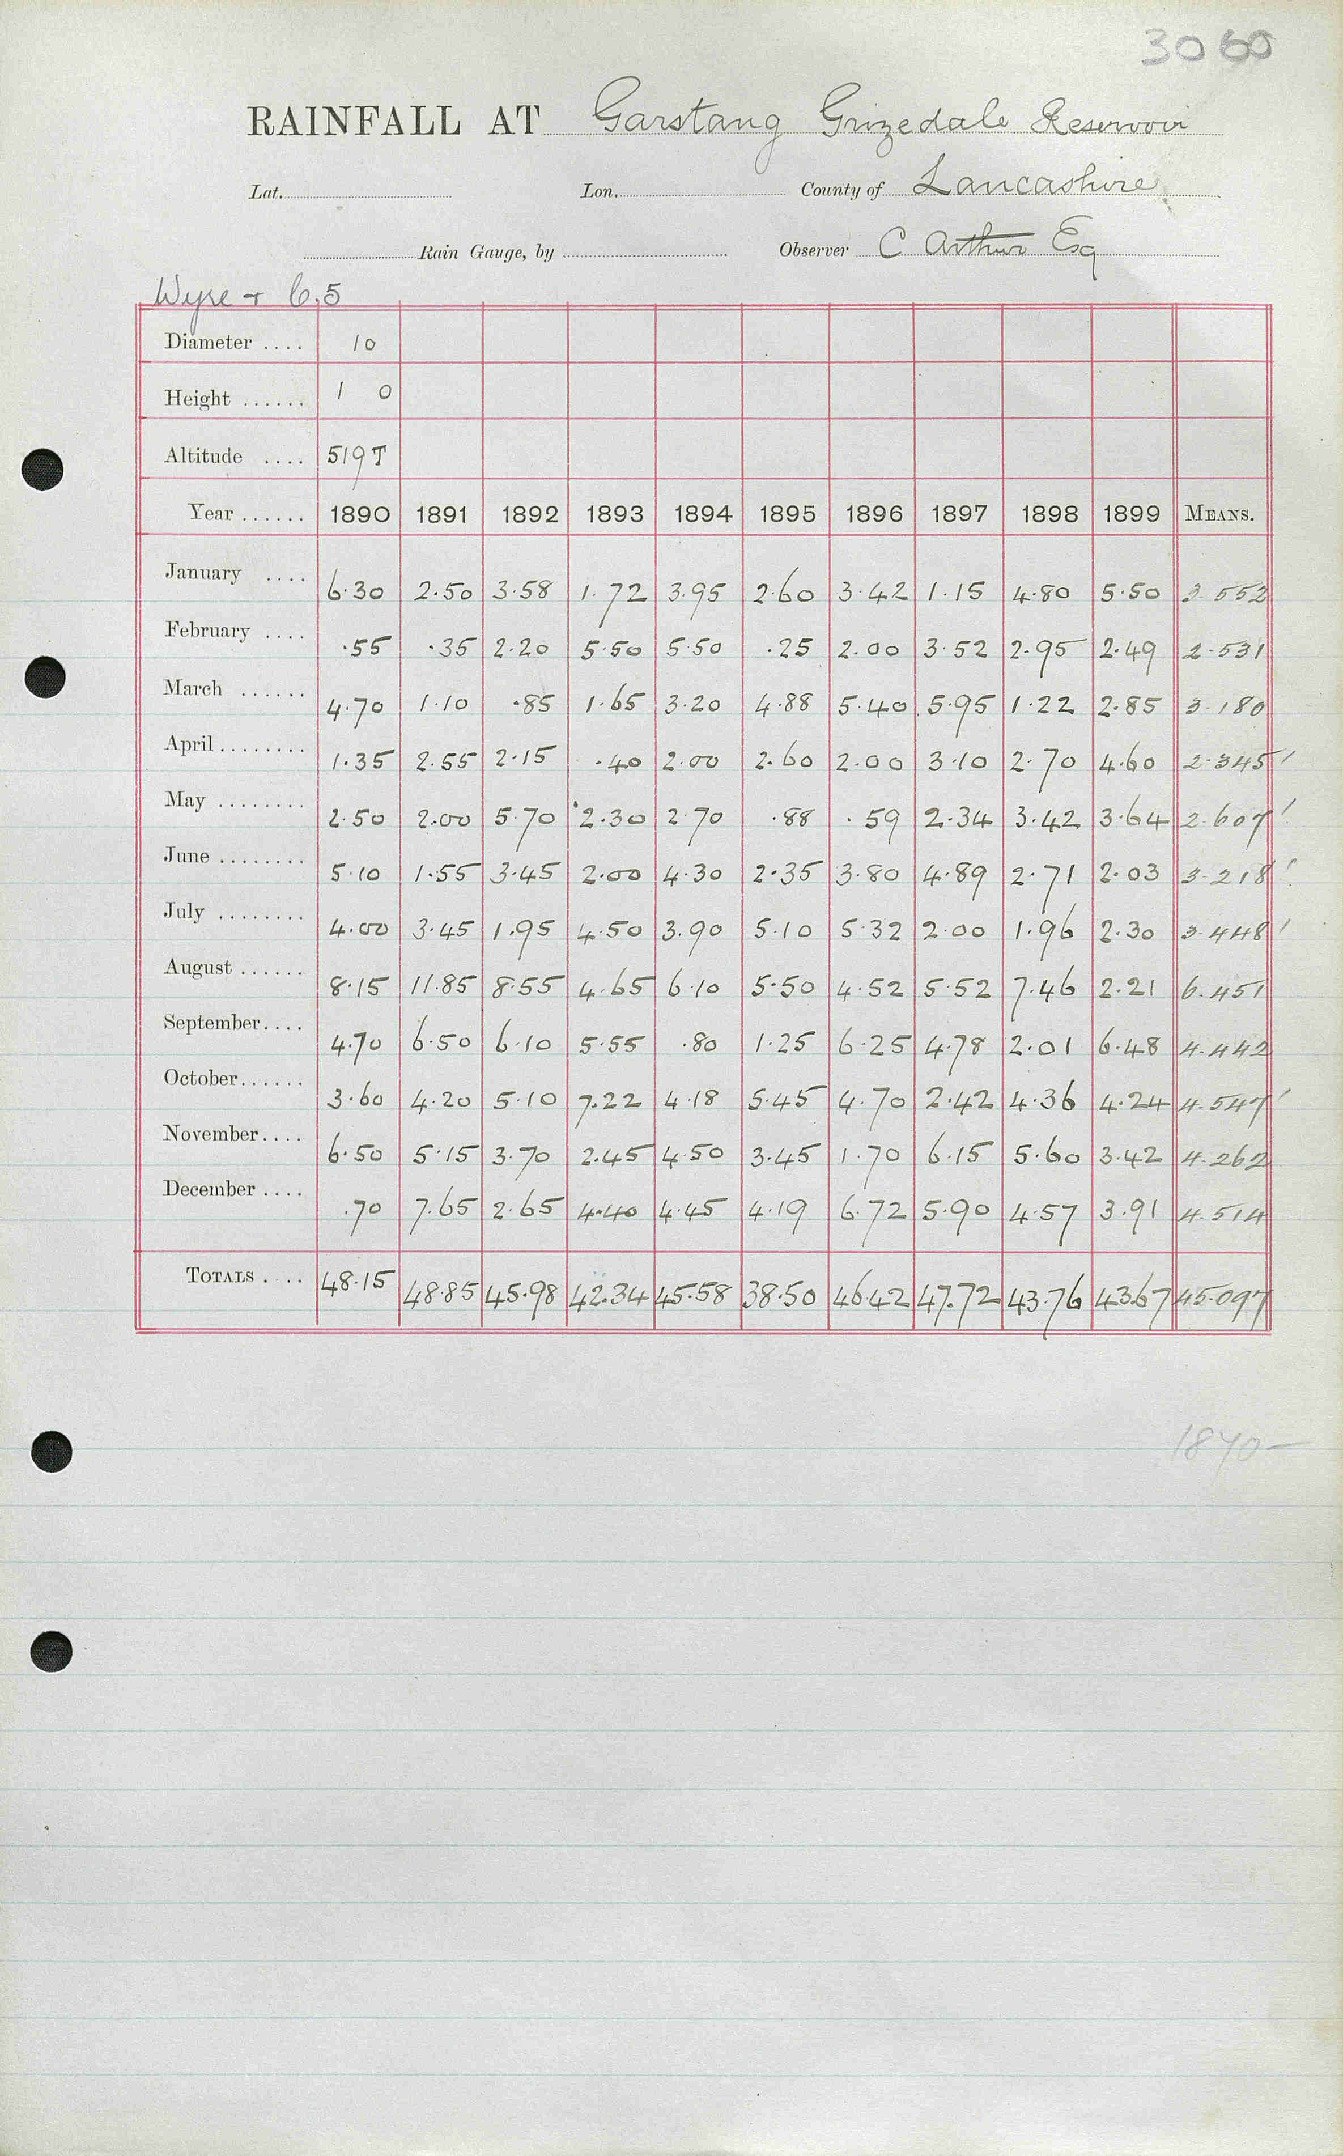 3060
RAINFALL AT Garstang Grizedale Reservoir
Lat. Lon. County of Lancashire
Rain Gauge, by Observer C Arthur Esq
Wyre + C.5
Diameter .... 10
Height ...... 1 0
Altitude .... 519 T
Year ...... 1890 1891 1892 1893 1894 1895 1896 1897 1898 1899 MEANS.
January .... 6.30 2.50 3.58 1.72 3.95 2.60 3.42 1.15 4.80 5.50 3.552
February .... .55 .35 2.20 5.50 5.50 .25 2.00 3.52 2.95 2.49 2.531
March ...... 4.70 1.10 .85 1.65 3.20 4.88 5.40 5.95 1.22 2.85 3.180
April ........ 1.35 2.55 2.15 .40 2.00 2.60 2.00 3.10 2.70 4.60 2.345'
May ........ 2.50 2.00 5.70 2.30 2.70 .88 .59 2.34 3.42 3.64 2.607'
June ........ 5.10 1.55 3.45 2.00 4.30 2.35 3.80 4.89 2.71 2.03 3.218'
July ........ 4.00 3.45 1.95 4.50 3.90 5.10 5.32 2.00 1.96 2.30 3.448'
August ...... 8.15 11.85 8.55 4.65 6.10 5.50 4.52 5.52 7.46 2.21 6.451
September .... 4.70 6.50 6.10 5.55 .80 1.25 6.25 4.78 2.01 6.48 4.442
October ...... 3.60 4.20 5.10 7.22 4.18 5.45 4.70 2.42 4.36 4.24 4.547'
November .... 6.50 5.15 3.70 2.45 4.50 3.45 1.70 6.15 5.60 3.42 4.262
December .... .70 7.65 2.65 4.40 4.45 4.19 6.72 5.90 4.57 3.91 4.514
TOTALS .... 48.15 48.85 45.98 42.34 45.58 38.50 46.42 47.72 43.76 43.67 45.097
1870-